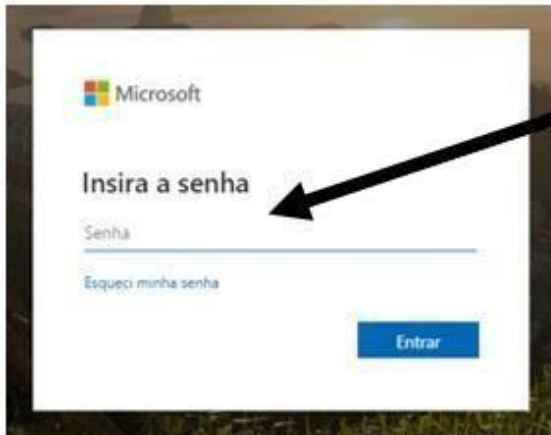 Microsoft
Insira a senha
Senha
Esqueci minha senha
Entrar